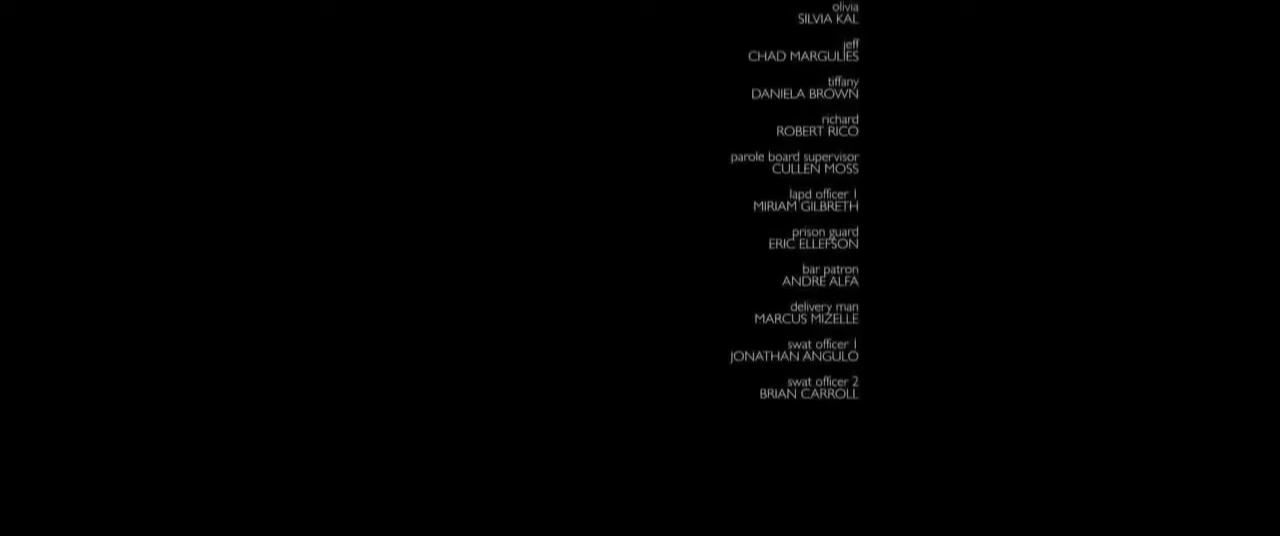 olivia
SILVIA KAL
jeff
CHAD MARGULIES
tiffany
DANIELA BROWN
richard
ROBERT RICO
parole board supervisor
CULLEN MOSS
lapd officer 1
MIRIAM GILBRETH
prison guard
ERIC ELLEFSON
bar patron
ANDRE ALFA
delivery man
MARCUS MIZELLE
swat officer 1
JONATHAN ANGULO
swat officer 2
BRIAN CARROLL